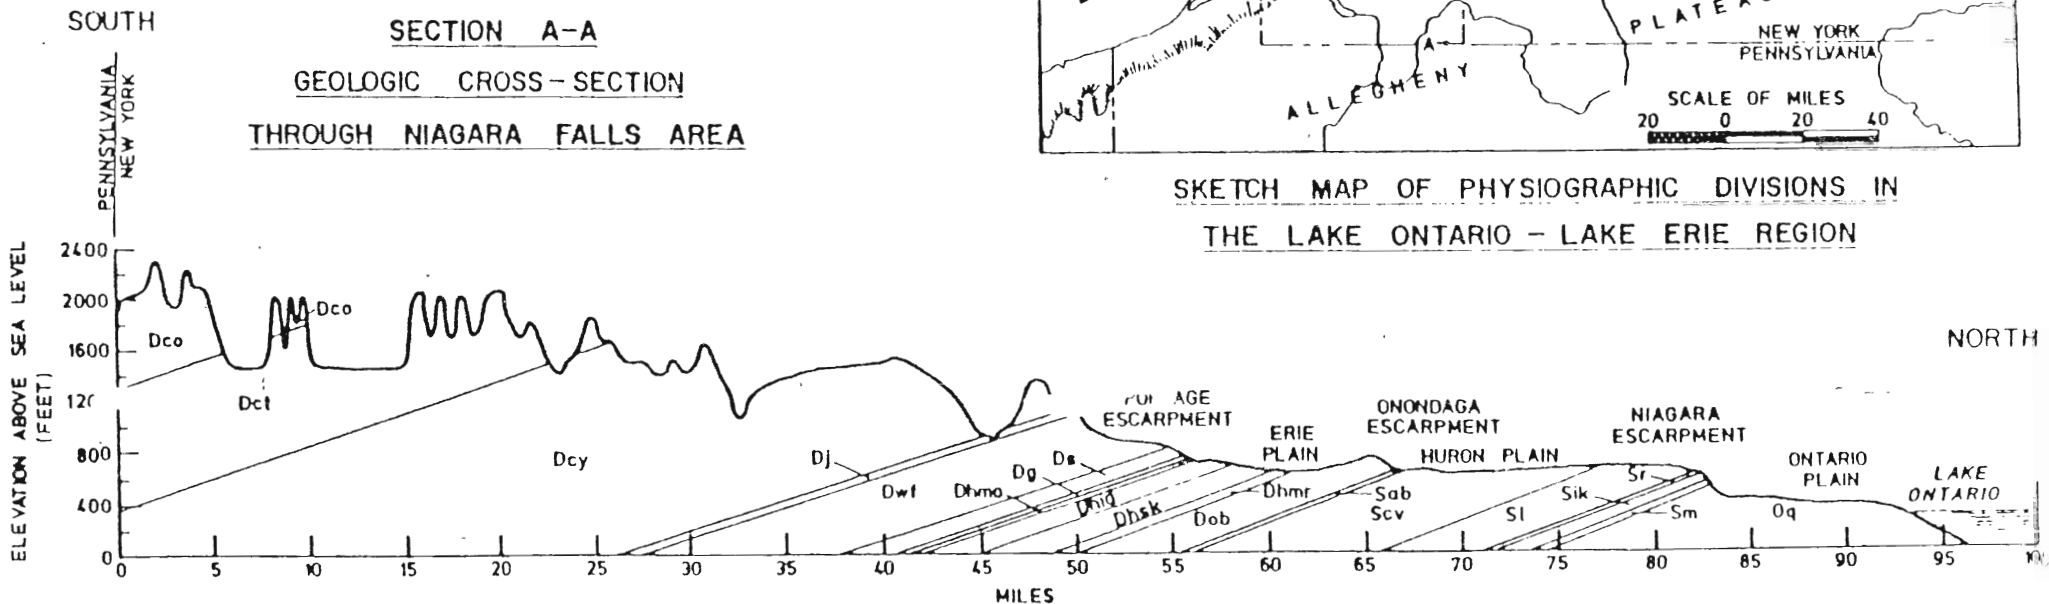 SOUTH
SECTION A-A
GEOLOGIC CROSS-SECTION
THROUGH NIAGARA FALLS AREA
PENNSYLVANIA
NEW YORK
NEW YORK
PENNSYLVANIA
A
ALLEGHENY
SCALE OF MILES
20 0 20 40
SKETCH MAP OF PHYSIOGRAPHIC DIVISIONS IN
THE LAKE ONTARIO - LAKE ERIE REGION
NORTH
ELEVATION ABOVE SEA LEVEL
(FEET)
2400
2000
1600
800
400
0
Dco
Dco
Dct
Dcy
Dj
Dwf
Ds
Dg
Dhmo
Dhsk
Dhmr
Dob
Sab
Scv
Sl
Sik
Sr
Sm
Oq
ESCARPMENT
ERIE
PLAIN
ONONDAGA
ESCARPMENT
HURON PLAIN
NIAGARA
ESCARPMENT
ONTARIO
PLAIN
LAKE
ONTARIO
0 5 10 15 20 25 30 35 40 45 50 55 60 65 70 75 80 85 90 95
MILES